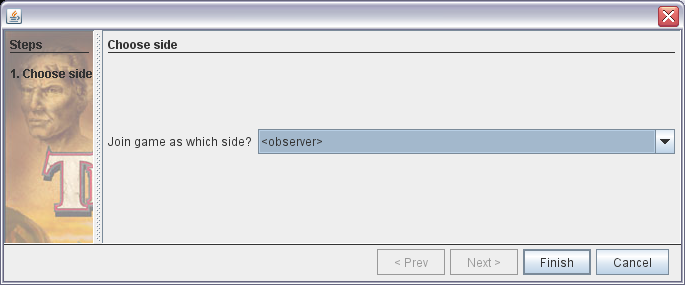 Steps
1. Choose side
T
Choose side
Join game as which side? <observer>
< Prev
Next >
Finish
Cancel